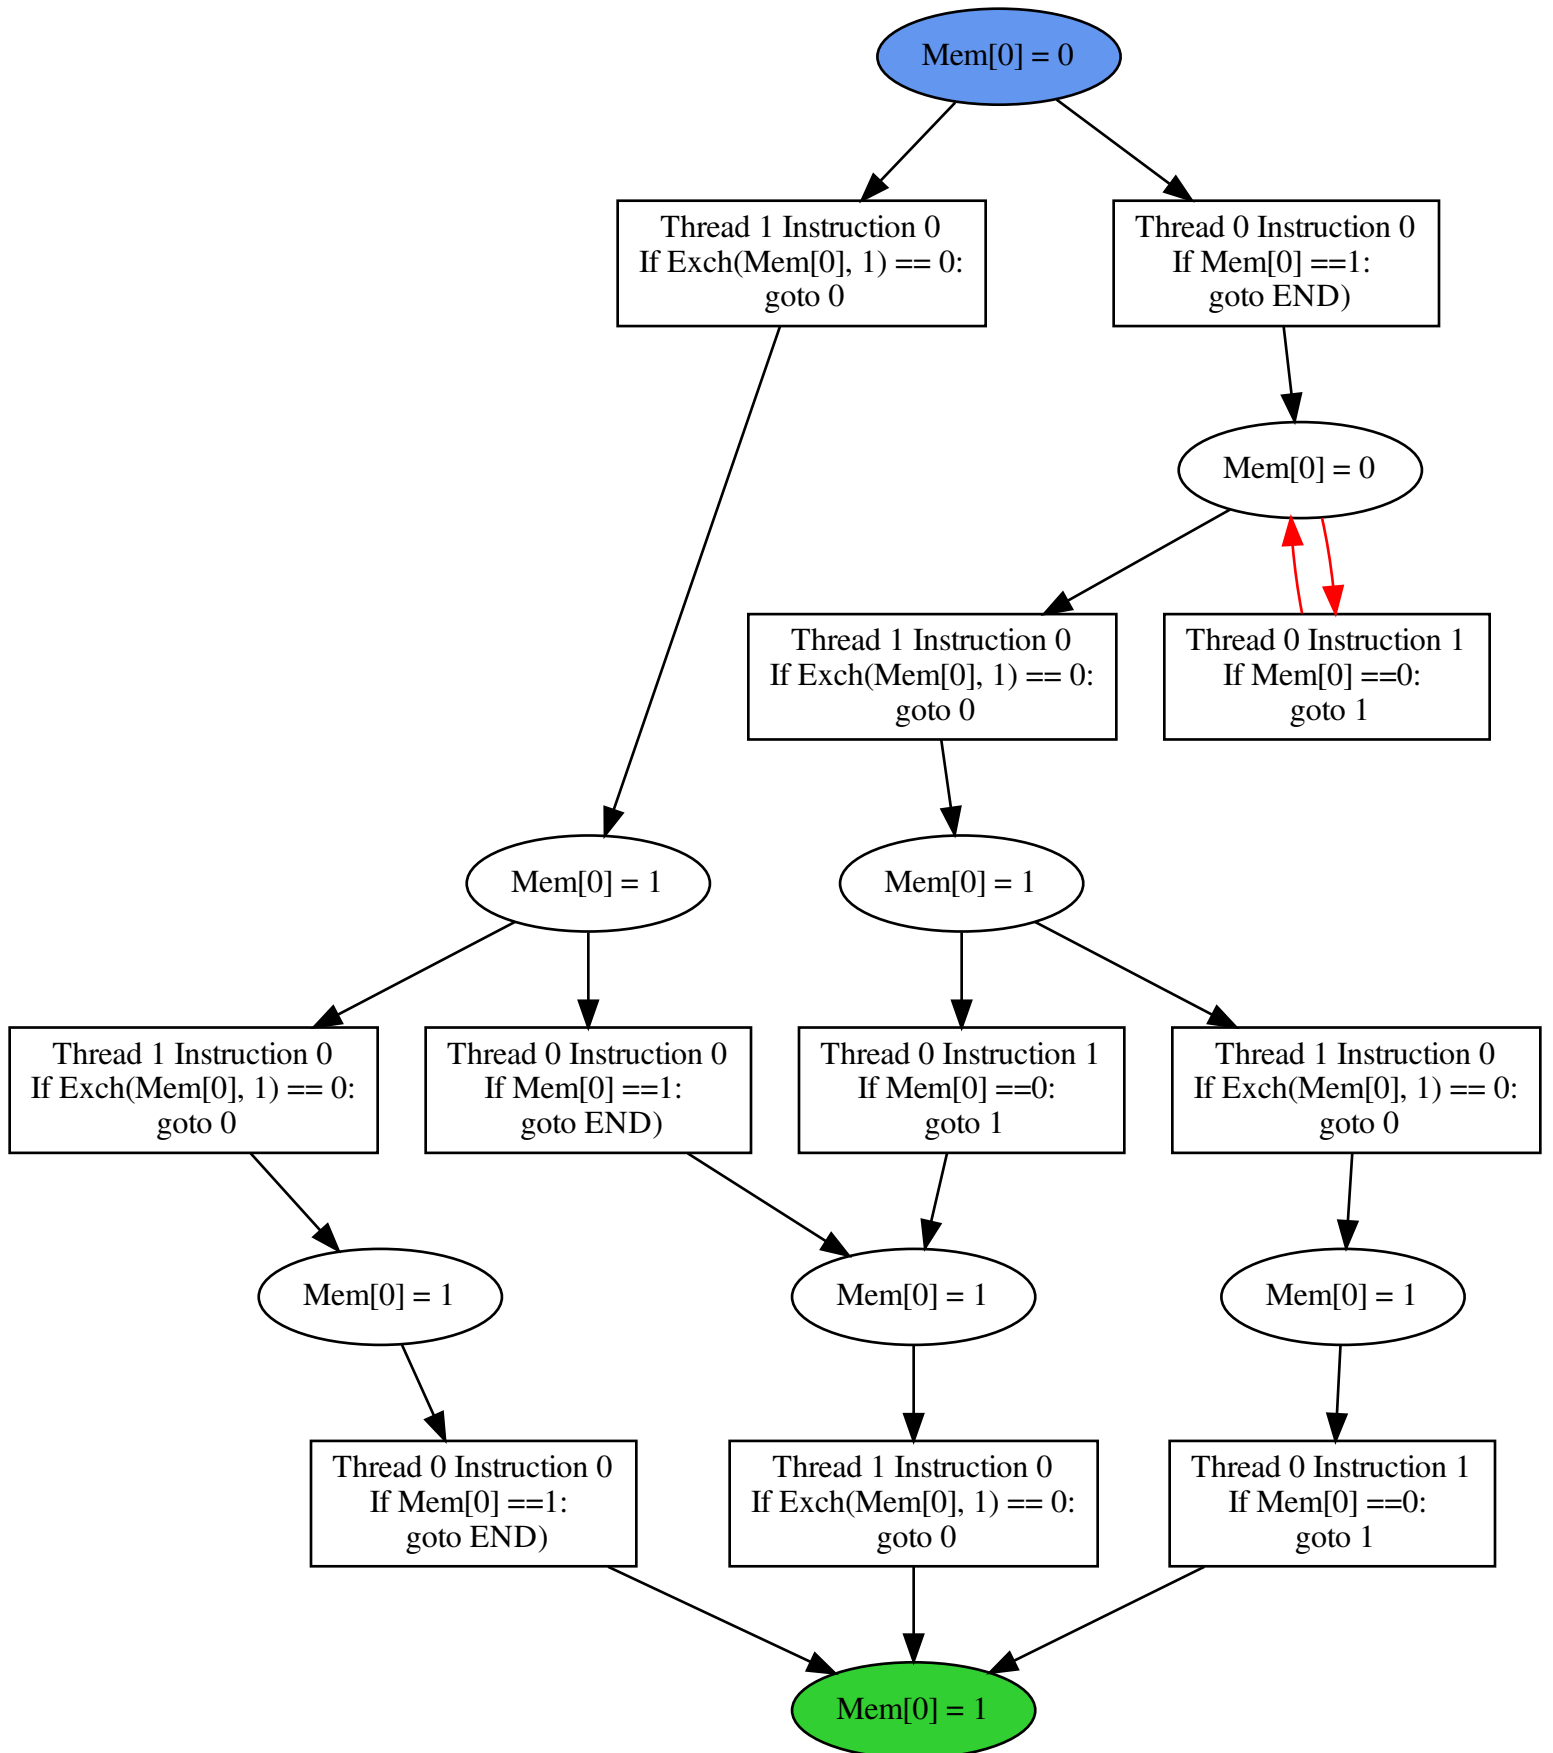 Mem[0] = 0
Thread 1 Instruction 0
If Exch(Mem[0], 1) == 0:
goto 0
Thread 0 Instruction 0
If Mem[0] ==1:
goto END)
Mem[0] = 0
Thread 1 Instruction 0
If Exch(Mem[0], 1) == 0:
goto 0
Thread 0 Instruction 1
If Mem[0] ==0:
goto 1
Mem[0] = 1
Mem[0] = 1
Thread 1 Instruction 0
If Exch(Mem[0], 1) == 0:
goto 0
Thread 0 Instruction 0
If Mem[0] ==1:
goto END)
Thread 0 Instruction 1
If Mem[0] ==0:
goto 1
Thread 1 Instruction 0
If Exch(Mem[0], 1) == 0:
goto 0
Mem[0] = 1
Mem[0] = 1
Mem[0] = 1
Thread 0 Instruction 0
If Mem[0] ==1:
goto END)
Thread 1 Instruction 0
If Exch(Mem[0], 1) == 0:
goto 0
Thread 0 Instruction 1
If Mem[0] ==0:
goto 1
Mem[0] = 1